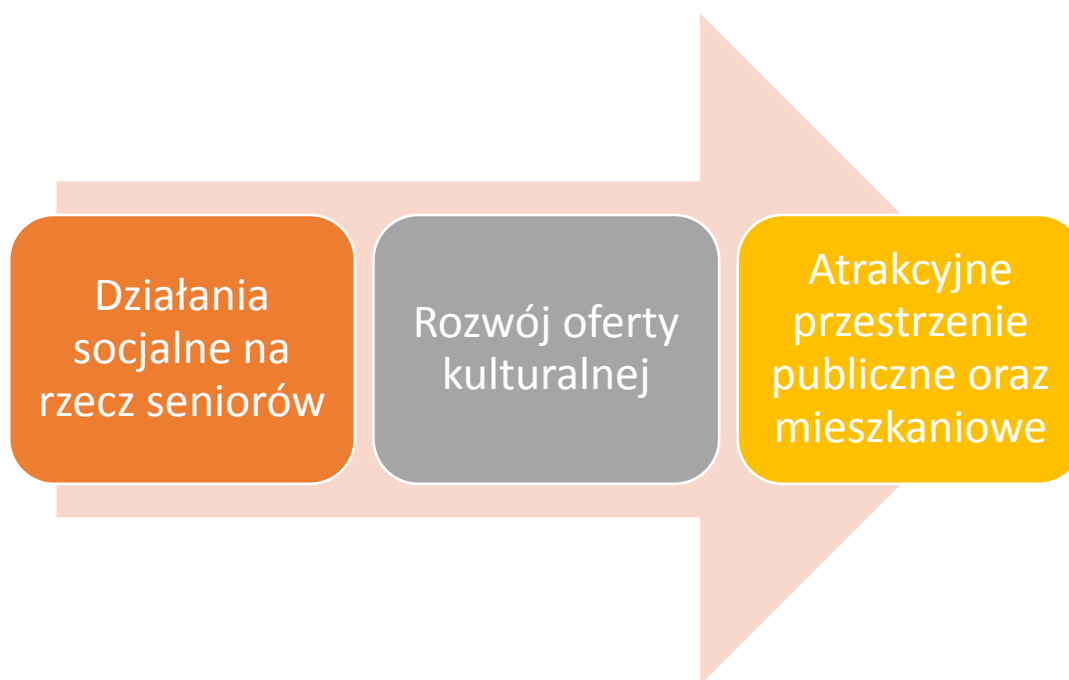 Działania
socjalne na
rzecz seniorów
Rozwój oferty
kulturalnej
Atrakcyjne
przestrzenie
publiczne oraz
mieszkaniowe